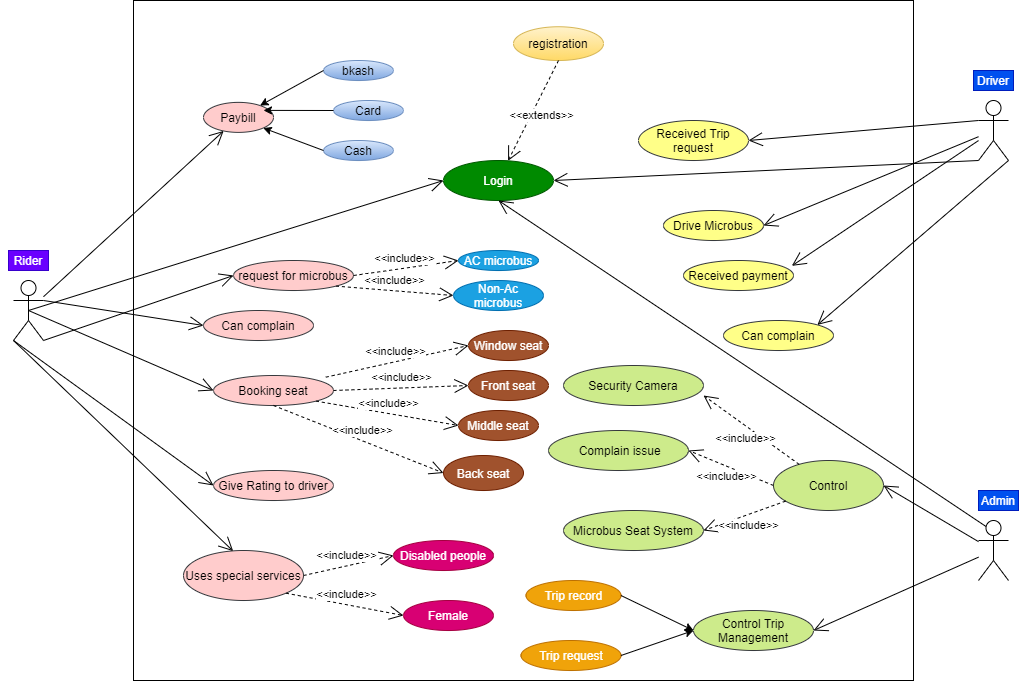 registration
bkash
Driver
Card
<<extends>>
Paybill
Received Trip
request
Cash
Login
Drive Microbus
Rider
<<include>>
AC microbus
request for microbus
<<include>>
Non-Ac
microbus
Received payment
Can complain
Can complain
<<include>>
Window seat
<<include>>
Front seat
Security Camera
Booking seat
<<include>>
Middle seat
<<include>>
<<include>>
Complain issue
Back seat
<<include>>
Give Rating to driver
Control
Admin
<<include>>
Microbus Seat System
<<include>>
Disabled people
Uses special services
<<include>>
Trip record
Female
Control Trip
Management
Trip request